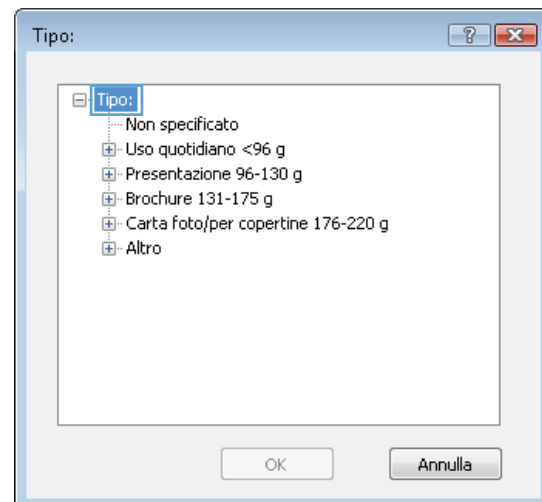 Tipo:
Tipo:
Non specificato
Uso quotidiano <96 g
Presentazione 96-130 g
Brochure 131-175 g
Carta foto/per copertine 176-220 g
Altro
OK
Annulla